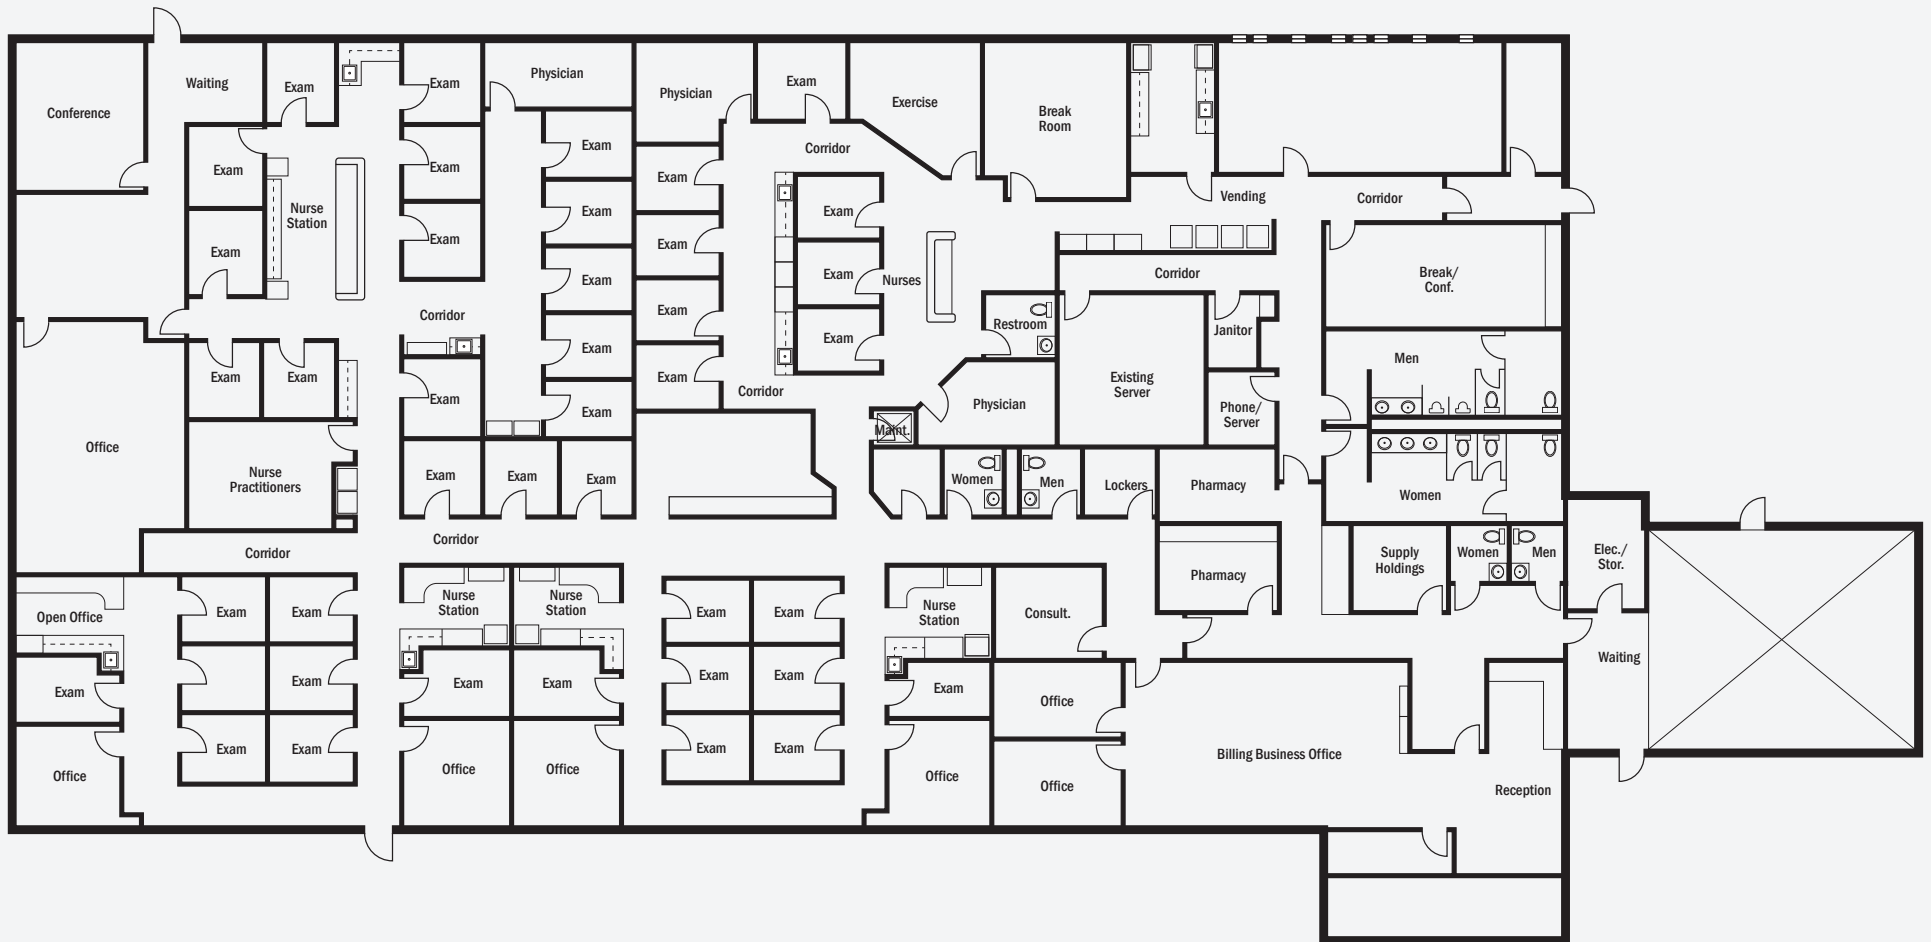 Conference
Waiting
Exam
Exam
Physician
Physician
Exam
Exercise
Break
Room
Corridor
Exam
Exam
Exam
Exam
Nurse
Station
Exam
Exam
Exam
Exam
Exam
Exam
Vending
Corridor
Exam
Exam
Exam
Exam
Nurses
Corridor
Break/
Conf.
Corridor
Exam
Exam
Exam
Restroom
Janitor
Exam
Exam
Exam
Exam
Exam
Exam
Corridor
Physician
Existing
Server
Phone/
Server
Men
Maint.
Office
Nurse
Practitioners
Exam
Exam
Exam
Women
Men
Lockers
Pharmacy
Women
Corridor
Corridor
Pharmacy
Supply
Holdings
Women
Men
Elec./
Stor.
Open Office
Exam
Exam
Nurse
Station
Nurse
Station
Exam
Exam
Nurse
Station
Consult.
Waiting
Exam
Exam
Exam
Exam
Exam
Exam
Exam
Office
Office
Exam
Exam
Office
Office
Exam
Exam
Office
Office
Billing Business Office
Reception